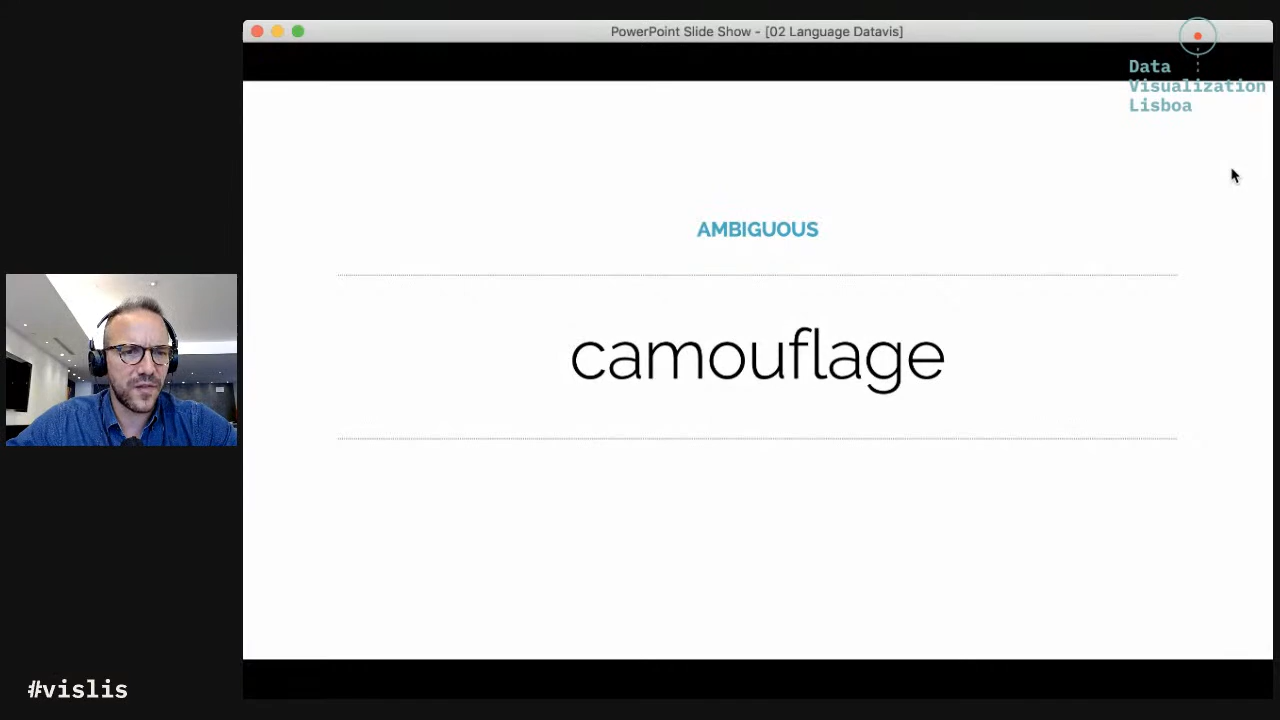 PowerPoint Slide Show - [02 Language Datavis]
Data
Visualization
Lisboa
AMBIGUOUS
camouflage
#vislis